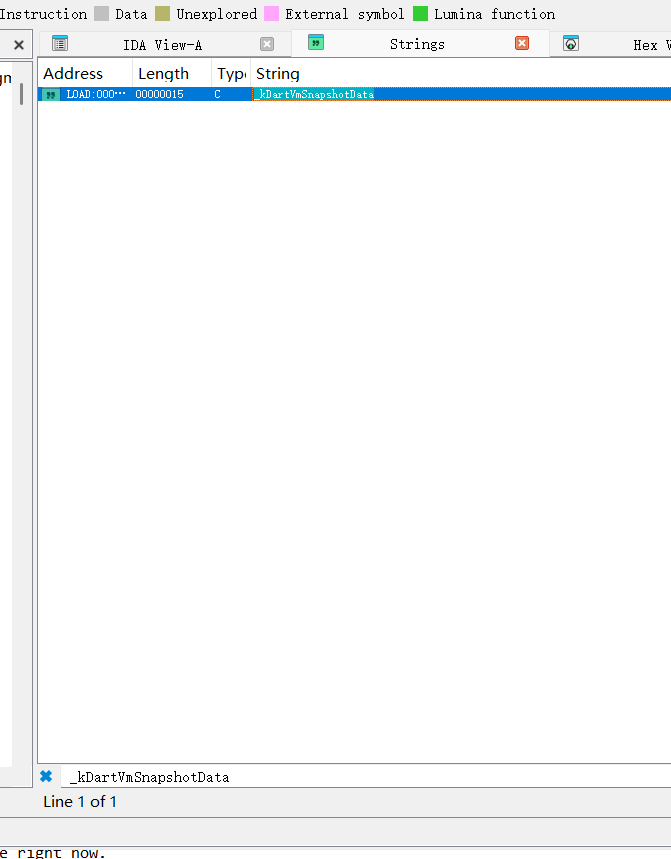 Instruction Data Unexplored External symbol Lumina function
IDA View-A Strings Hex V
gn
Address Length Type String
LOAD:000⋯ 00000015 C _kDartVmSnapshotData
_kDartVmSnapshotData
Line 1 of 1
e right now.